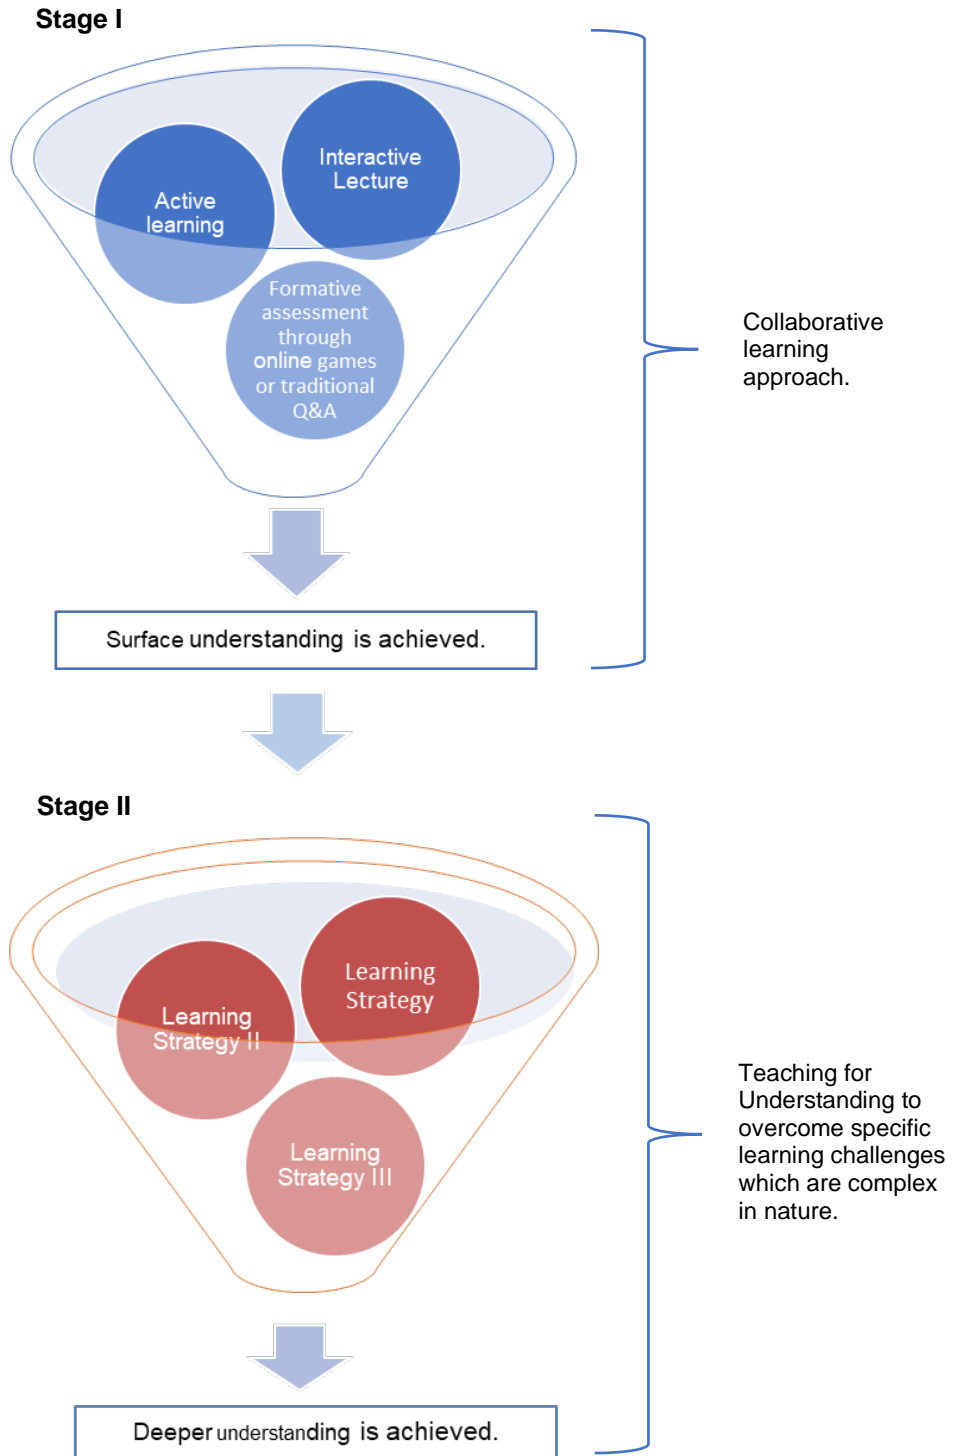 Stage I
Interactive
Lecture
Active
learning
Formative
assessment
through
online games
or traditional
Q&A
Collaborative
learning
approach.
Surface understanding is achieved.
Stage II
Learning
Strategy
Learning
Strategy II
Learning
Strategy III
Teaching for
Understanding to
overcome specific
learning challenges
which are complex
in nature.
Deeper understanding is achieved.